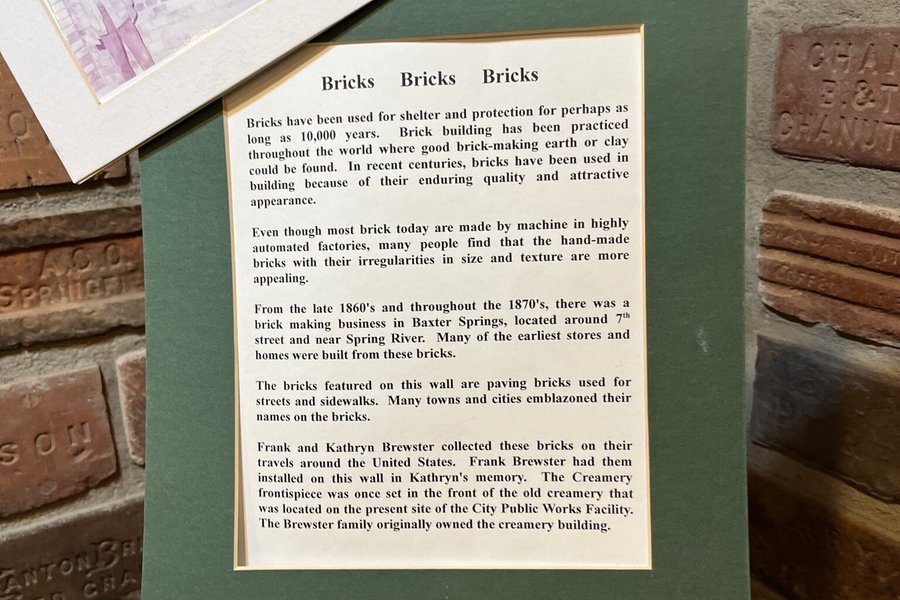 Bricks Bricks Bricks
Bricks have been used for shelter and protection for perhaps as
long as 10,000 years. Brick building has been practiced
throughout the world where good brick-making earth or clay
could be found. In recent centuries, bricks have been used in
building because of their enduring quality and attractive
appearance.
Even though most brick today are made by machine in highly
automated factories, many people find that the hand-made
bricks with their irregularities in size and texture are more
appealing.
From the late 1860's and throughout the 1870's, there was a
brick making business in Baxter Springs, located around 7th
street and near Spring River. Many of the earliest stores and
homes were built from these bricks.
The bricks featured on this wall are paving bricks used for
streets and sidewalks. Many towns and cities emblazoned their
names on the bricks.
Frank and Kathryn Brewster collected these bricks on their
travels around the United States. Frank Brewster had them
installed on this wall in Kathryn's memory. The Creamery
frontispiece was once set in the front of the old creamery that
was located on the present site of the City Public Works Facility.
The Brewster family originally owned the creamery building.
CHAN
B.&T
CHANUT
SON
ANTON BR